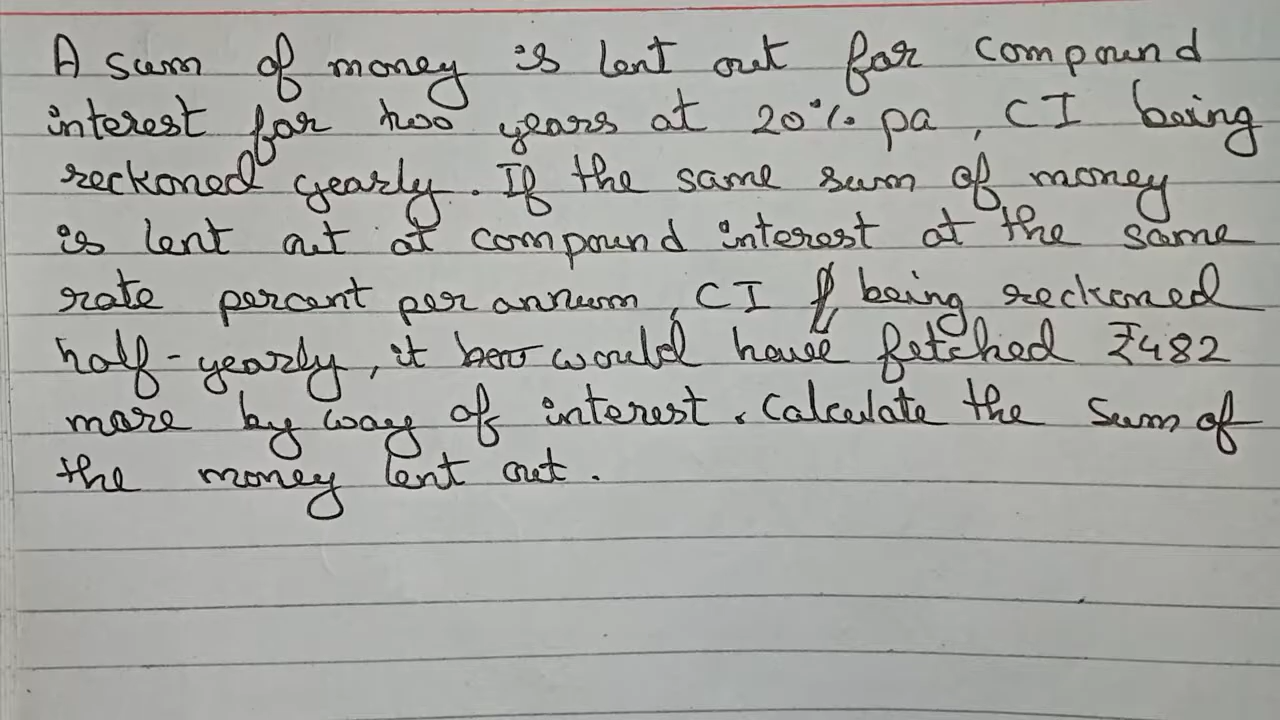 A sum of money is lent out for compound
interest for two years at 20% pa, CI being
reckoned yearly. If the same sum of money
is lent out at compound interest at the same
rate percent per annum, CI being reckoned
half-yearly, it would have fetched ₹482
more by way of interest. Calculate the sum of
the money lent out.